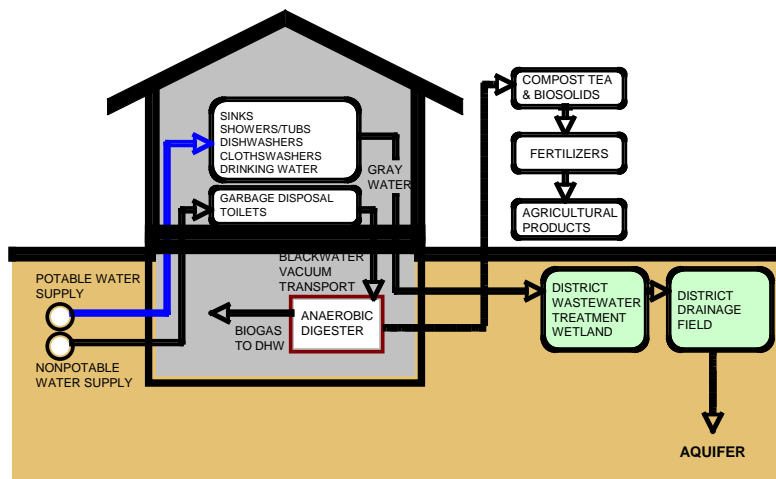 SINKS
SHOWERS/TUBS
DISHWASHERS
CLOTHSWASHERS
DRINKING WATER
GARBAGE DISPOSAL
TOILETS
GRAY
WATER
COMPOST TEA
& BIOSOLIDS
FERTILIZERS
AGRICULTURAL
PRODUCTS
BLACKWATER
VACUUM
TRANSPORT
POTABLE WATER
SUPPLY
NONPOTABLE
WATER SUPPLY
BIOGAS
TO DHW
ANAEROBIC
DIGESTER
DISTRICT
WASTEWATER
TREATMENT
WETLAND
DISTRICT
DRAINAGE
FIELD
AQUIFER